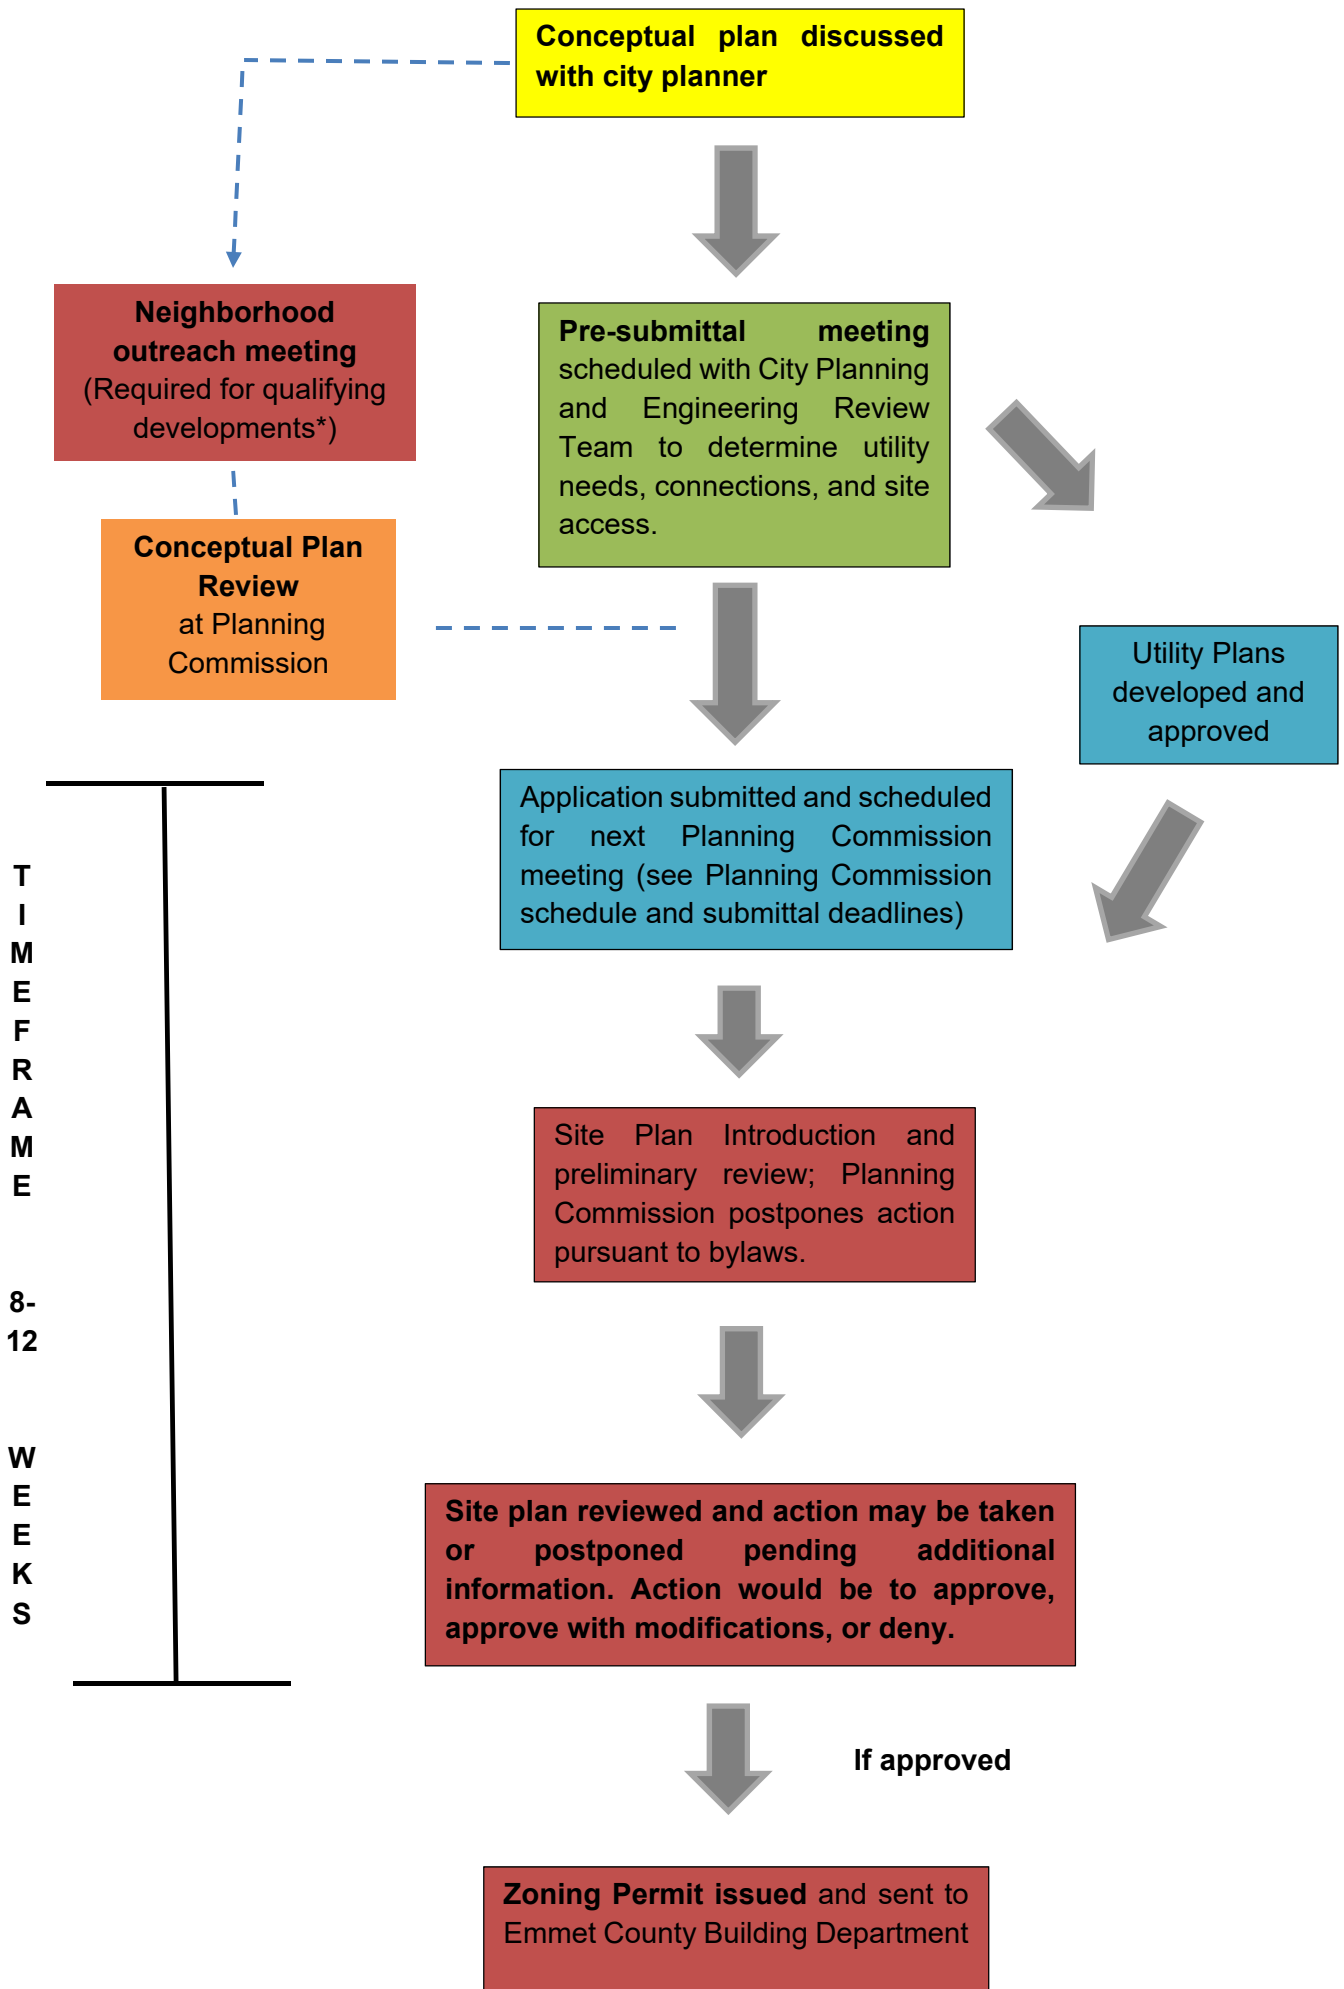 Conceptual plan discussed
with city planner
Neighborhood
outreach meeting
(Required for qualifying
developments*)
Pre-submittal meeting
scheduled with City Planning
and Engineering Review
Team to determine utility
needs, connections, and site
access.
Conceptual Plan
Review
at Planning
Commission
Utility Plans
developed and
approved
Application submitted and scheduled
for next Planning Commission
meeting (see Planning Commission
schedule and submittal deadlines)
T
I
M
E
F
R
A
M
E
8-
12
W
E
E
K
S
Site Plan Introduction and
preliminary review; Planning
Commission postpones action
pursuant to bylaws.
Site plan reviewed and action may be taken
or postponed pending additional
information. Action would be to approve,
approve with modifications, or deny.
If approved
Zoning Permit issued and sent to
Emmet County Building Department